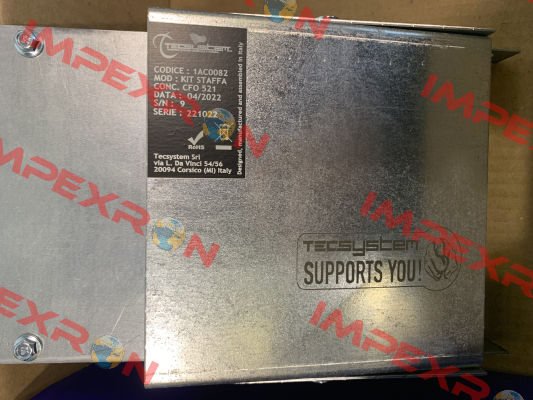 TECSYSTEM
CODICE : 1AC0082
MOD : KIT STAFFA
CONC. CFO 521
DATA : 04/2022
S/N : 9
SERIE : 221022
RoHS
Tecsystem Srl
via L. Da Vinci 54/56
20094 Corsico (MI) Italy
Designed, manufactured and assembled in Italy
TECSYSTEM
SUPPORTS YOU!
IMPEXRON
IMPEXRON
IMPEXRON
IMPEXRON
IMPEXRON